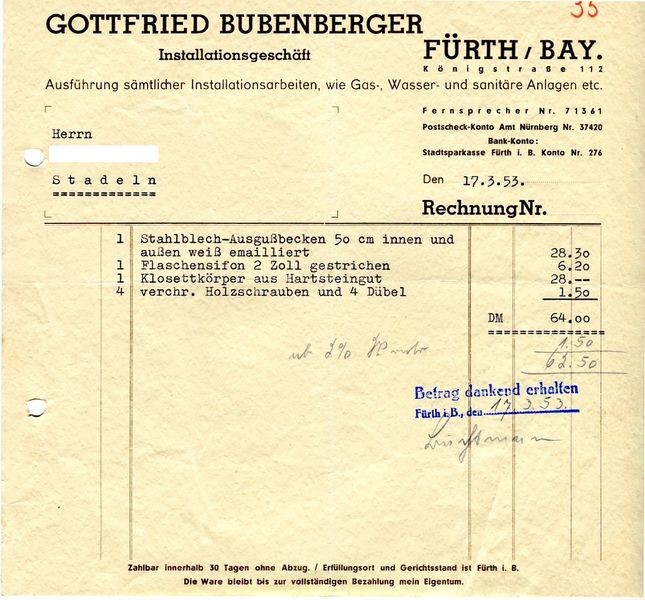 35
GOTTFRIED BUBENBERGER
Installationsgeschäft
FÜRTH / BAY.
Königstraße 112
Ausführung sämtlicher Installationsarbeiten, wie Gas-, Wasser- und sanitäre Anlagen etc.
Fernsprecher Nr. 71361
Postscheck-Konto Amt Nürnberg Nr. 37420
Bank-Konto:
Stadtsparkasse Fürth i. B. Konto Nr. 276
Herrn
Stadeln
Den 17.3.53.
Rechnung Nr.
1 Stahlblech-Ausgußbecken 50 cm innen und
außen weiß emailliert 28.30
1 Flaschensifon 2 Zoll gestrichen 6.20
1 Klosettkörper aus Hartsteingut 28.--
4 verchr. Holzschrauben und 4 Dübel 1.50
DM 64.00
1.50
ab 2%
62.50
Betrag dankend erhalten
Fürth i. B., den 17.3.53.
Zahlbar innerhalb 30 Tagen ohne Abzug. / Erfüllungsort und Gerichtsstand ist Fürth i. B.
Die Ware bleibt bis zur vollständigen Bezahlung mein Eigentum.